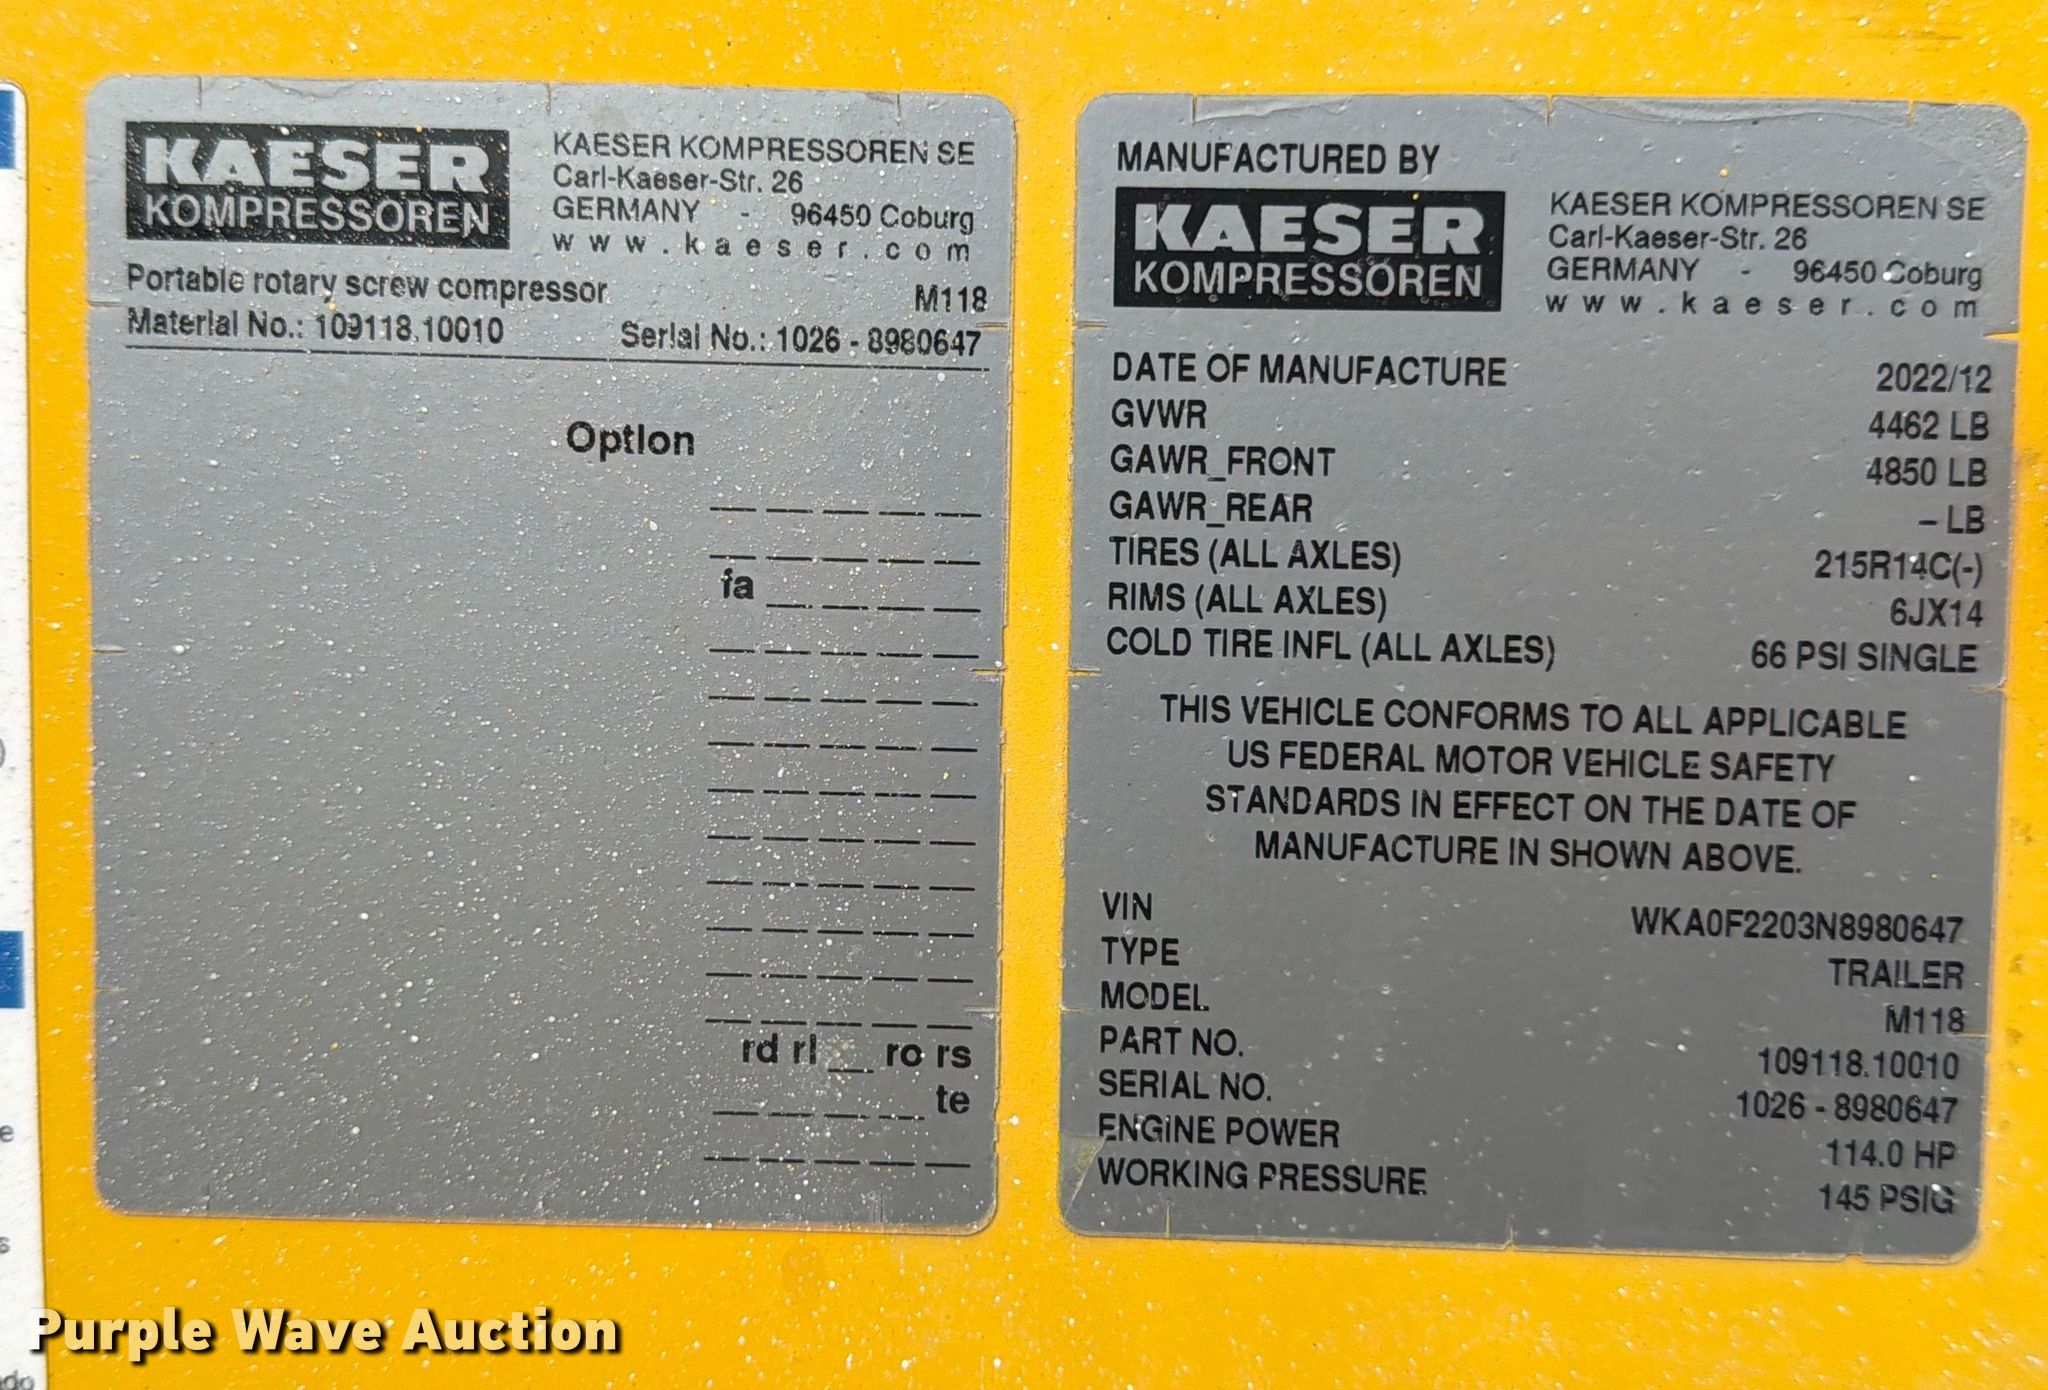 KAESER
KOMPRESSOREN
KAESER KOMPRESSOREN SE
Carl-Kaeser-Str. 26
GERMANY - 96450 Coburg
www.kaeser.com
Portable rotary screw compressor M118
Material No.: 109118.10010 Serial No.: 1026 - 8980647
Option
_ _ _ _ _
_ _ _ _ _
fa _ _ _ _
_ _ _ _ _
_ _ _ _ _
_ _ _ _ _
_ _ _ _ _
_ _ _ _ _
_ _ _ _ _
_ _ _ _ _
_ _ _ _ _
_ _ _ _ _
rd rl _ ro rs
_ _ _ _ te
_ _ _ _ _
MANUFACTURED BY
KAESER
KOMPRESSOREN
KAESER KOMPRESSOREN SE
Carl-Kaeser-Str. 26
GERMANY - 96450 Coburg
www.kaeser.com
DATE OF MANUFACTURE 2022/12
GVWR 4462 LB
GAWR_FRONT 4850 LB
GAWR_REAR – LB
TIRES (ALL AXLES) 215R14C(-)
RIMS (ALL AXLES) 6JX14
COLD TIRE INFL (ALL AXLES) 66 PSI SINGLE
THIS VEHICLE CONFORMS TO ALL APPLICABLE
US FEDERAL MOTOR VEHICLE SAFETY
STANDARDS IN EFFECT ON THE DATE OF
MANUFACTURE IN SHOWN ABOVE.
VIN WKA0F2203N8980647
TYPE TRAILER
MODEL M118
PART NO. 109118.10010
SERIAL NO. 1026 - 8980647
ENGINE POWER 114.0 HP
WORKING PRESSURE 145 PSIG
Purple Wave Auction